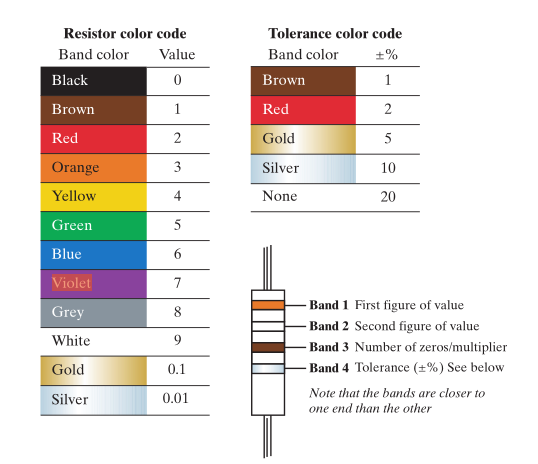 Resistor color code
Band color Value
Black 0
Brown 1
Red 2
Orange 3
Yellow 4
Green 5
Blue 6
Violet 7
Grey 8
White 9
Gold 0.1
Silver 0.01
Tolerance color code
Band color ±%
Brown 1
Red 2
Gold 5
Silver 10
None 20
Band 1 First figure of value
Band 2 Second figure of value
Band 3 Number of zeros/multiplier
Band 4 Tolerance (±%) See below
Note that the bands are closer to
one end than the other